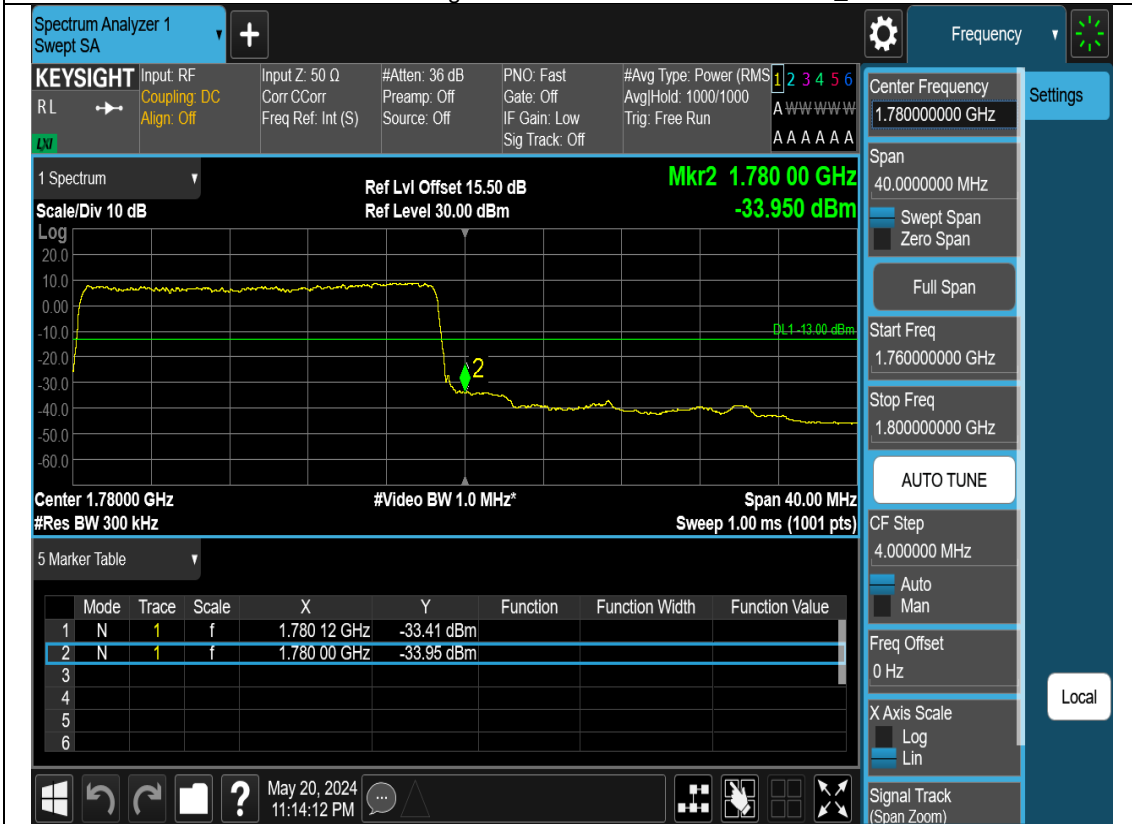 Spectrum Analyzer 1
Swept SA
Frequency
KEYSIGHT
R L
LXI
Input: RF
Coupling: DC
Align: Off
Input Z: 50 Ω
Corr CCorr
Freq Ref: Int (S)
#Atten: 36 dB
Preamp: Off
Source: Off
PNO: Fast
Gate: Off
IF Gain: Low
Sig Track: Off
#Avg Type: Power (RMS
Avg|Hold: 1000/1000
Trig: Free Run
1 2 3 4 5 6
A W W W W W
A A A A A A
1 Spectrum
Scale/Div 10 dB
Ref Lvl Offset 15.50 dB
Ref Level 30.00 dBm
Mkr2 1.780 00 GHz
-33.950 dBm
Log
20.0
10.0
0.00
-10.0
-20.0
-30.0
-40.0
-50.0
-60.0
DL1 -13.00 dBm
2
Center 1.78000 GHz
#Video BW 1.0 MHz*
Span 40.00 MHz
#Res BW 300 kHz
Sweep 1.00 ms (1001 pts)
5 Marker Table
Mode Trace Scale X Y Function Function Width Function Value
1 N 1 f 1.780 12 GHz -33.41 dBm
2 N 1 f 1.780 00 GHz -33.95 dBm
3
4
5
6
?
May 20, 2024
11:14:12 PM
Center Frequency
1.780000000 GHz
Settings
Span
40.0000000 MHz
Swept Span
Zero Span
Full Span
Start Freq
1.760000000 GHz
Stop Freq
1.800000000 GHz
AUTO TUNE
CF Step
4.000000 MHz
Auto
Man
Freq Offset
0 Hz
X Axis Scale
Log
Lin
Local
Signal Track
(Span Zoom)